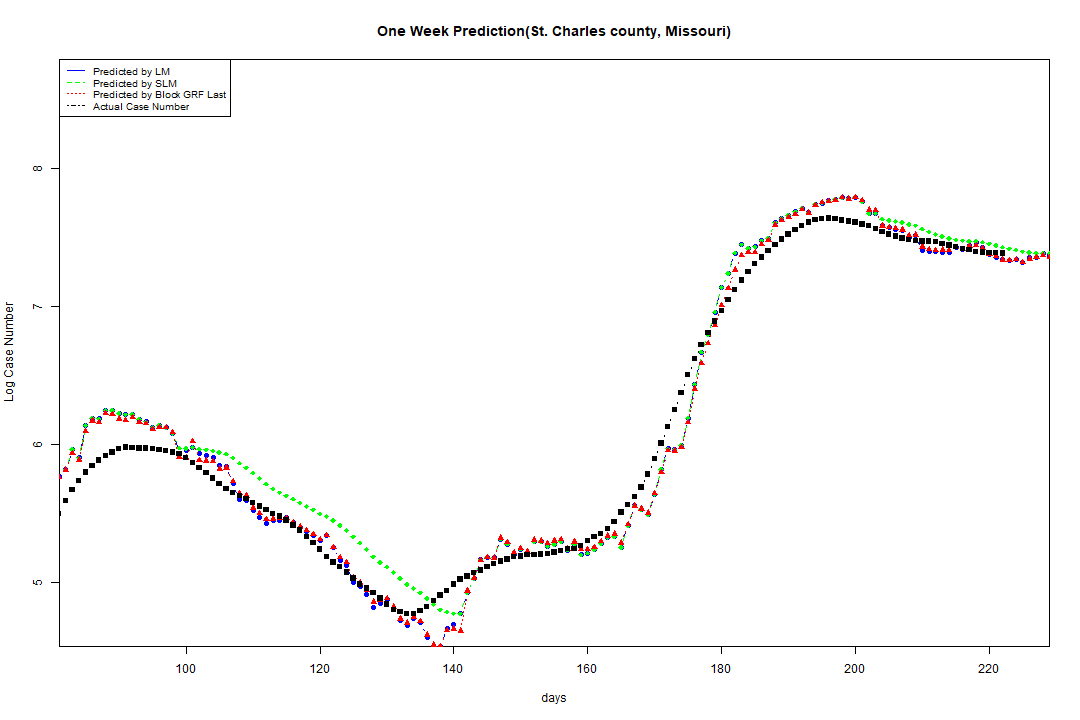 One Week Prediction(St. Charles county, Missouri)
Predicted by LM
Predicted by SLM
Predicted by Block GRF Last
Actual Case Number
8
7
6
5
Log Case Number
100 120 140 160 180 200 220
days